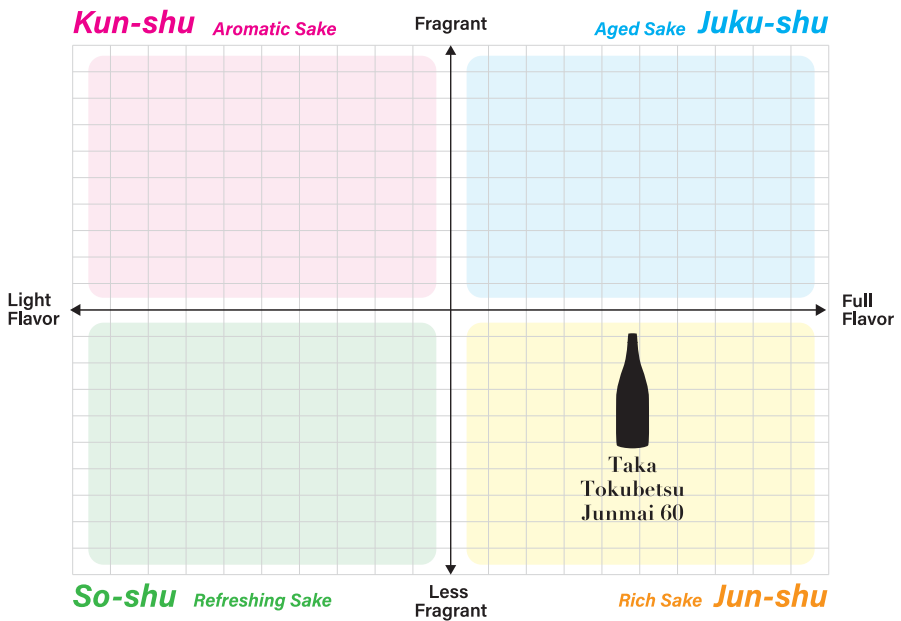 Kun-shu Aromatic Sake
Fragrant
Aged Sake Juku-shu
Light
Flavor
Full
Flavor
Taka
Tokubetsu
Junmai 60
So-shu Refreshing Sake
Less
Fragrant
Rich Sake Jun-shu